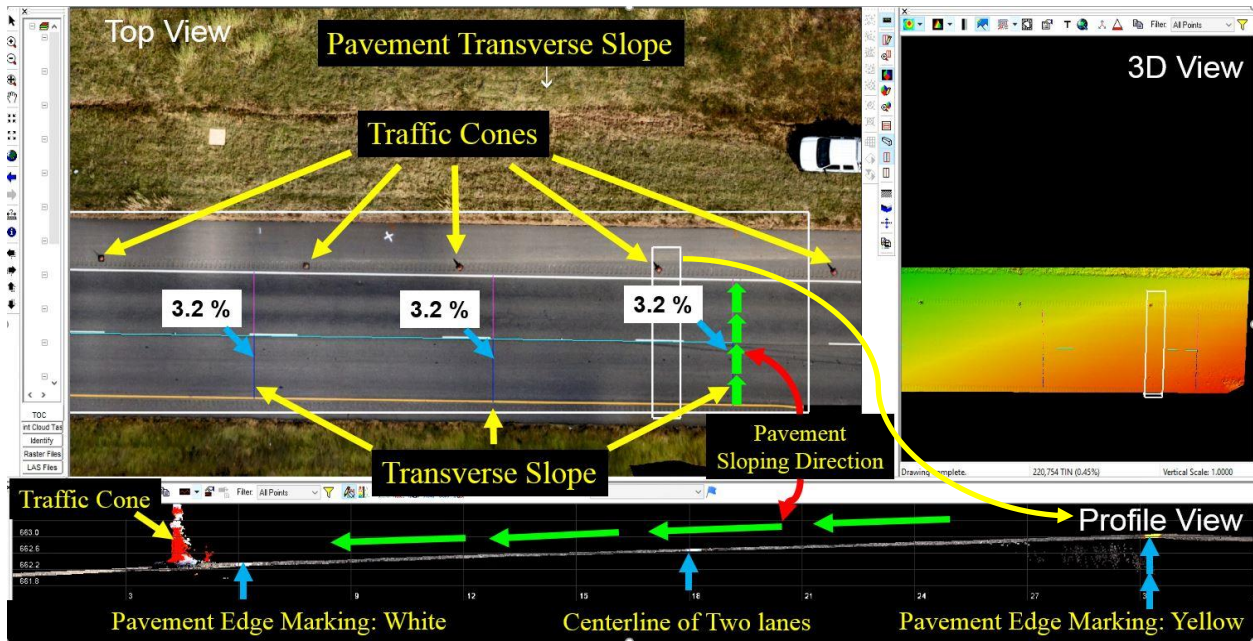 Top View
Pavement Transverse Slope
Traffic Cones
3.2 %
3.2 %
3.2 %
Transverse Slope
Pavement
Sloping Direction
TOC
Identify
Raster Files
LAS Files
Filter: All Points
3D View
Drawing Complete.
220,754 TIN (0.45%)
Vertical Scale: 1.0000
Filter: All Points
Traffic Cone
Profile View
663.0
662.6
662.2
661.8
3
9
15
18
21
24
27
Pavement Edge Marking: White
Centerline of Two lanes
Pavement Edge Marking: Yellow